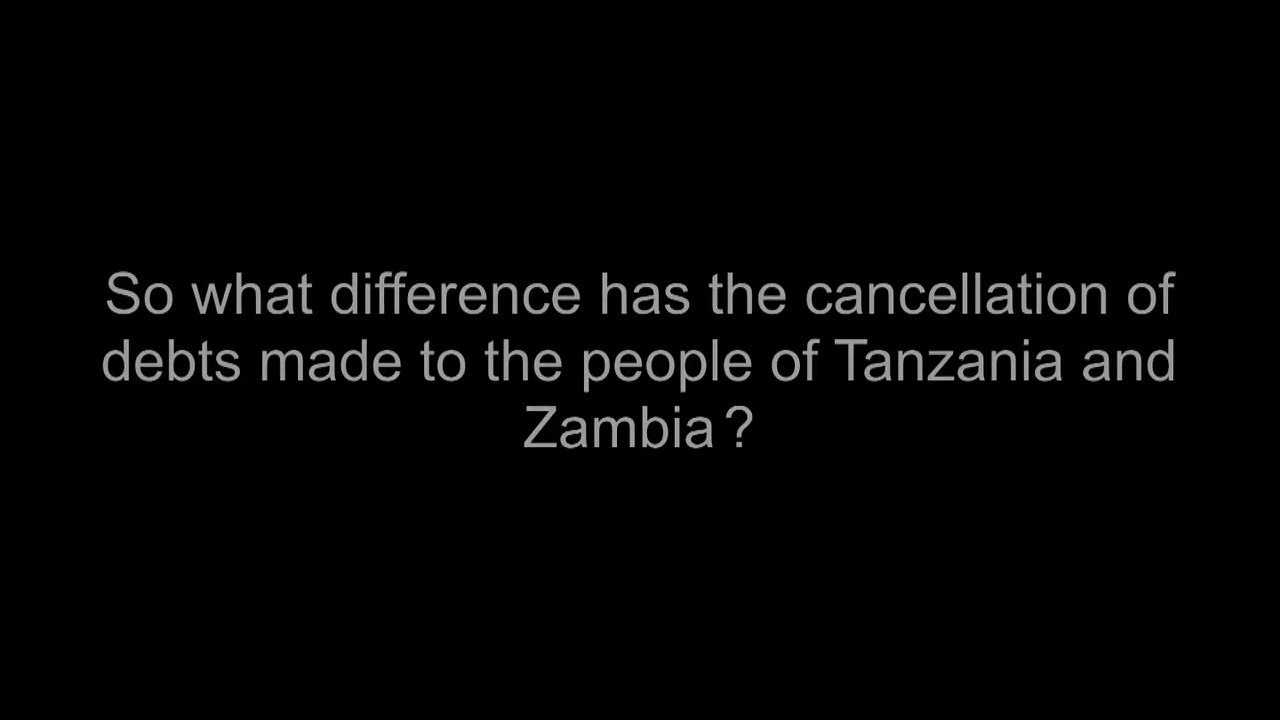 So what difference has the cancellation of
debts made to the people of Tanzania and
Zambia ?